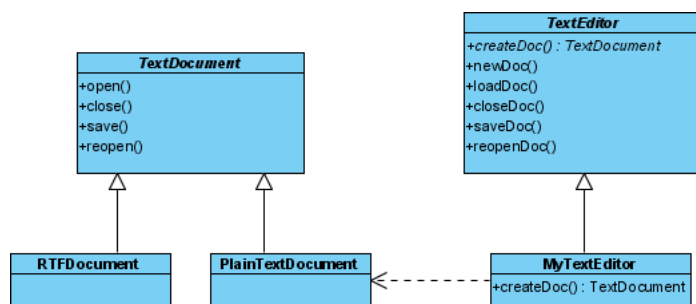 TextDocument
+open()
+close()
+save()
+reopen()
TextEditor
+createDoc() : TextDocument
+newDoc()
+loadDoc()
+closeDoc()
+saveDoc()
+reopenDoc()
RTFDocument
PlainTextDocument
MyTextEditor
+createDoc() : TextDocument